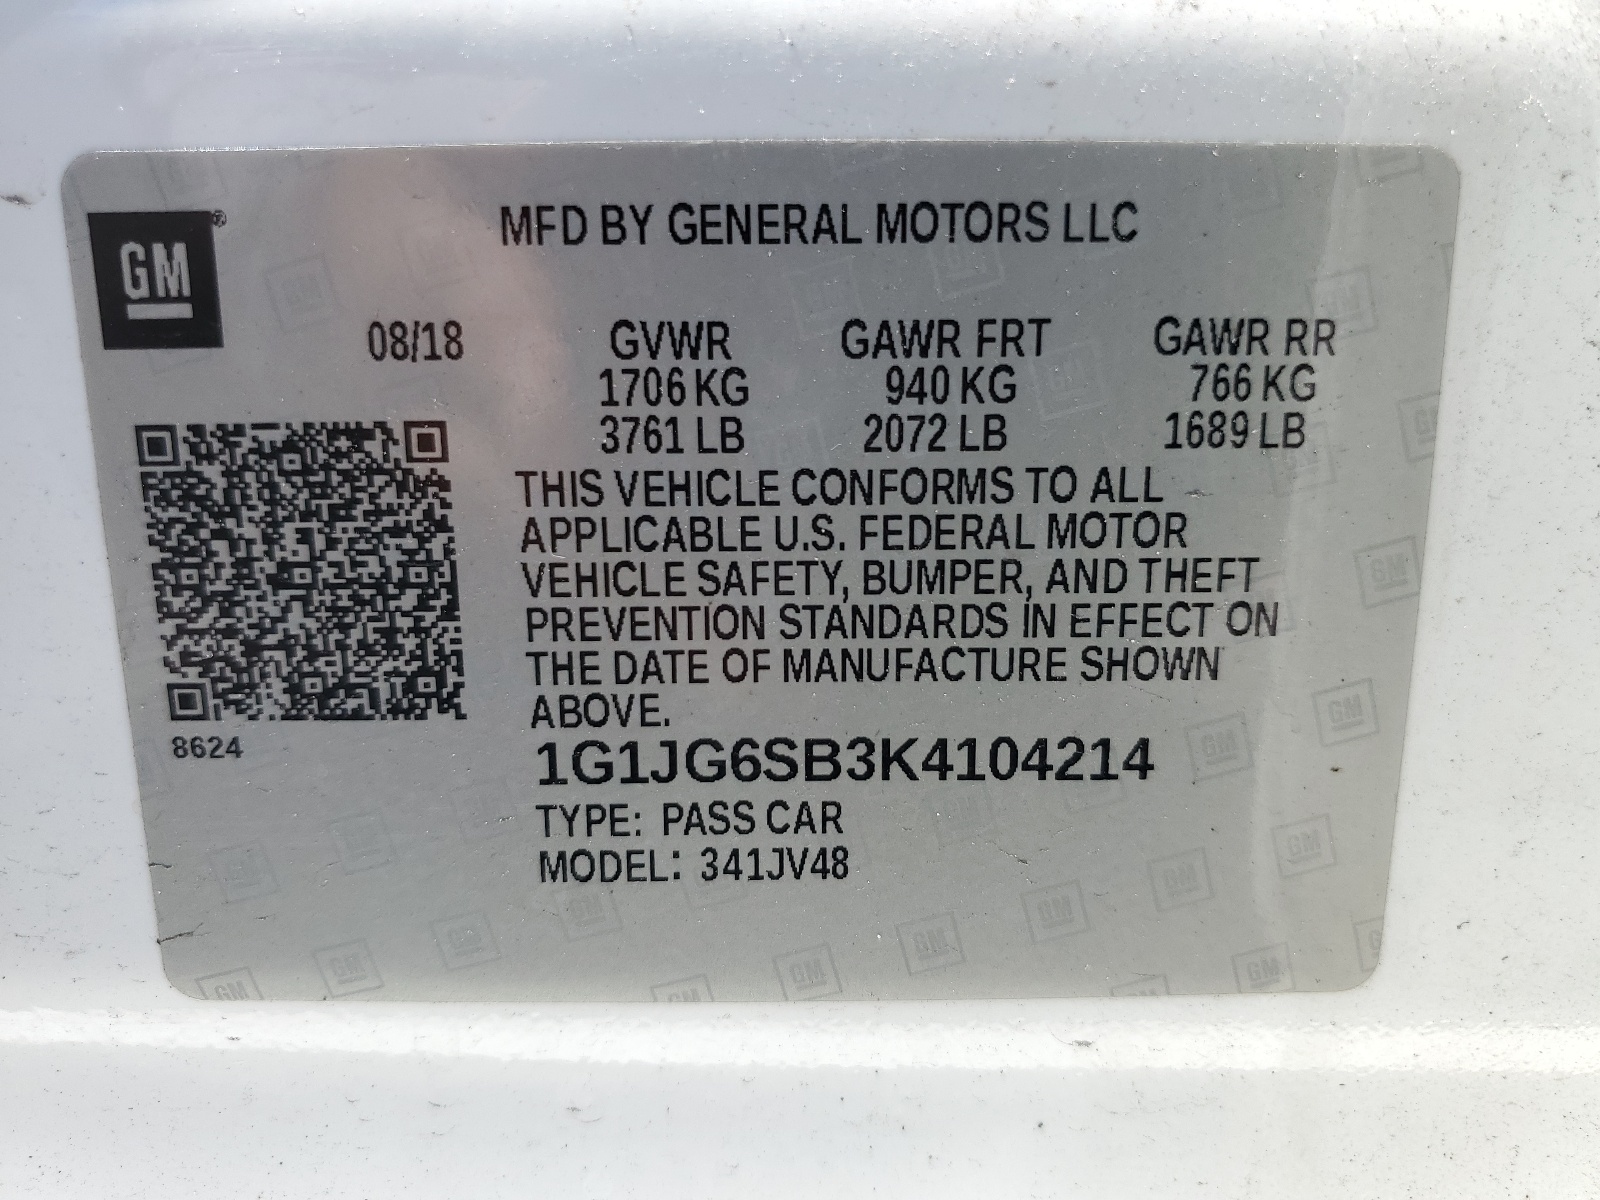 GM®
MFD BY GENERAL MOTORS LLC
08/18 GVWR GAWR FRT GAWR RR
1706 KG 940 KG 766 KG
3761 LB 2072 LB 1689 LB
THIS VEHICLE CONFORMS TO ALL
APPLICABLE U.S. FEDERAL MOTOR
VEHICLE SAFETY, BUMPER, AND THEFT
PREVENTION STANDARDS IN EFFECT ON
THE DATE OF MANUFACTURE SHOWN
ABOVE.
8624
1G1JG6SB3K4104214
TYPE: PASS CAR
MODEL: 341JV48